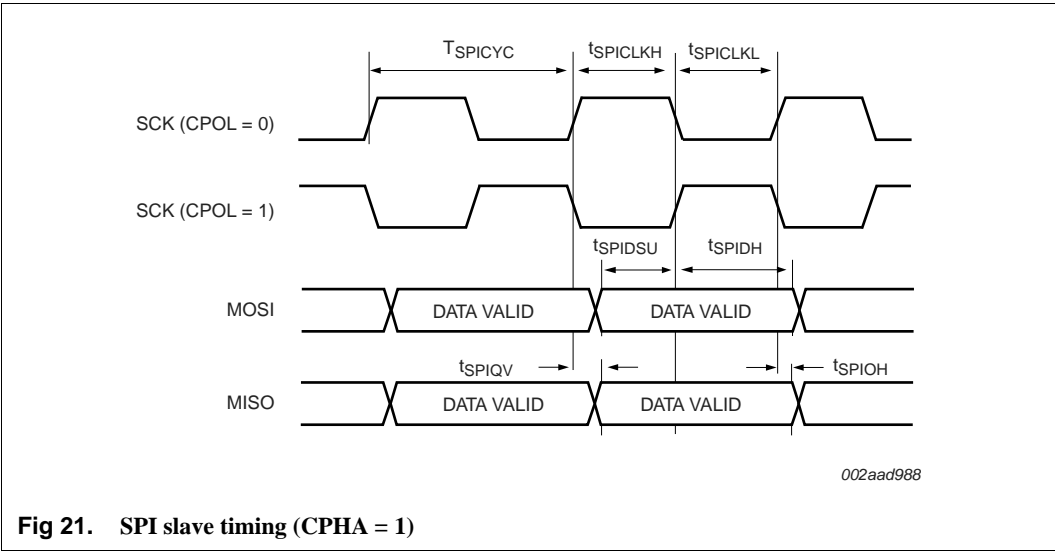 TSPICYC tSPICLKH tSPICLKL
SCK (CPOL = 0)
SCK (CPOL = 1)
tSPIDSU tSPIDH
MOSI DATA VALID DATA VALID
tSPIQV tSPIOH
MISO DATA VALID DATA VALID
002aad988
Fig 21. SPI slave timing (CPHA = 1)